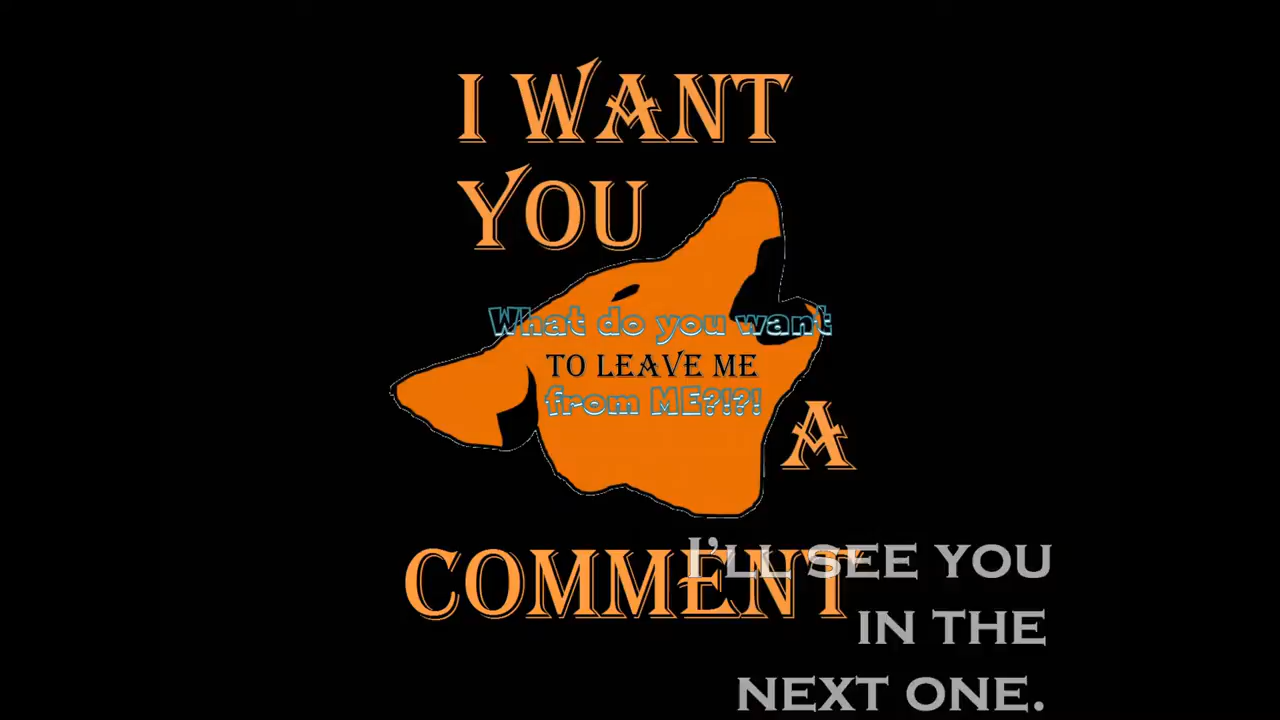 I WANT
YOU
What do you want
TO LEAVE ME
from ME?!?!
A
COMMENT
I'LL SEE YOU
IN THE
NEXT ONE.